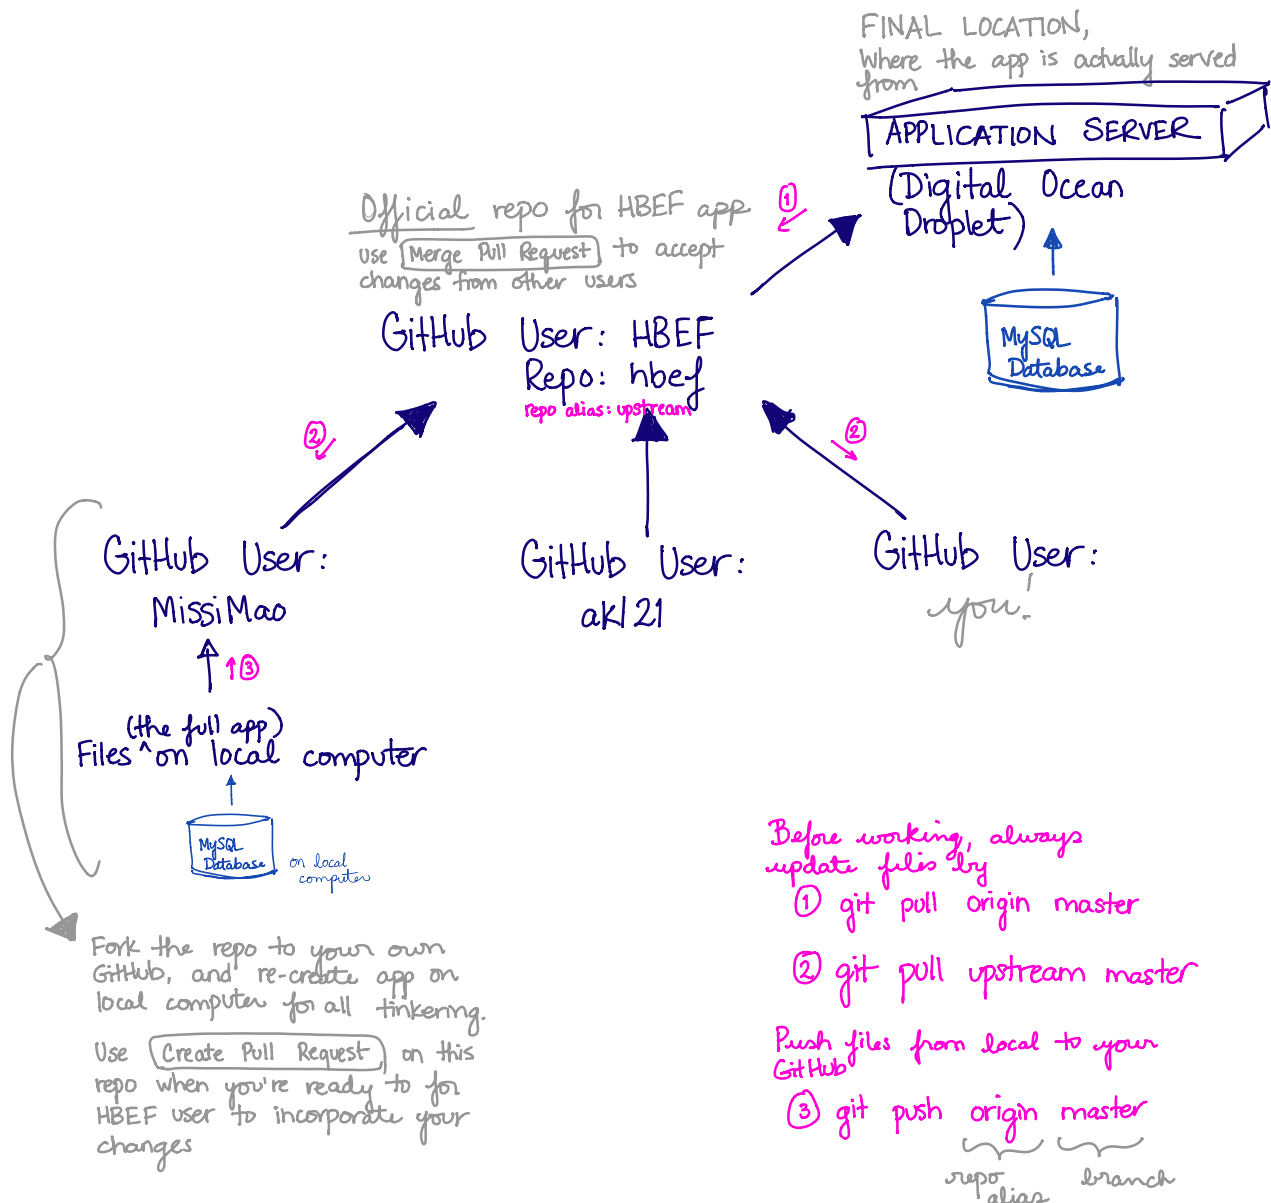 FINAL LOCATION,
Where the app is actually served
from
APPLICATION SERVER
(Digital Ocean
Droplet)
MySQL
Database
①
Official repo for HBEF app
use Merge Pull Request to accept
changes from other users
GitHub User: HBEF
Repo: hbef
repo alias: upstream
②
②
GitHub User:
MissiMao
GitHub User:
akl21
GitHub User:
you!
③
(the full app)
Files ^ on local computer
MySQL
Database
on local
computer
Fork the repo to your own
GitHub, and re-create app on
local computer for all tinkering.
Use Create Pull Request on this
repo when you're ready to for
HBEF user to incorporate your
changes
Before working, always
update files by
① git pull origin master
② git pull upstream master
Push files from local to your
GitHub
③ git push origin master
repo
alias
branch